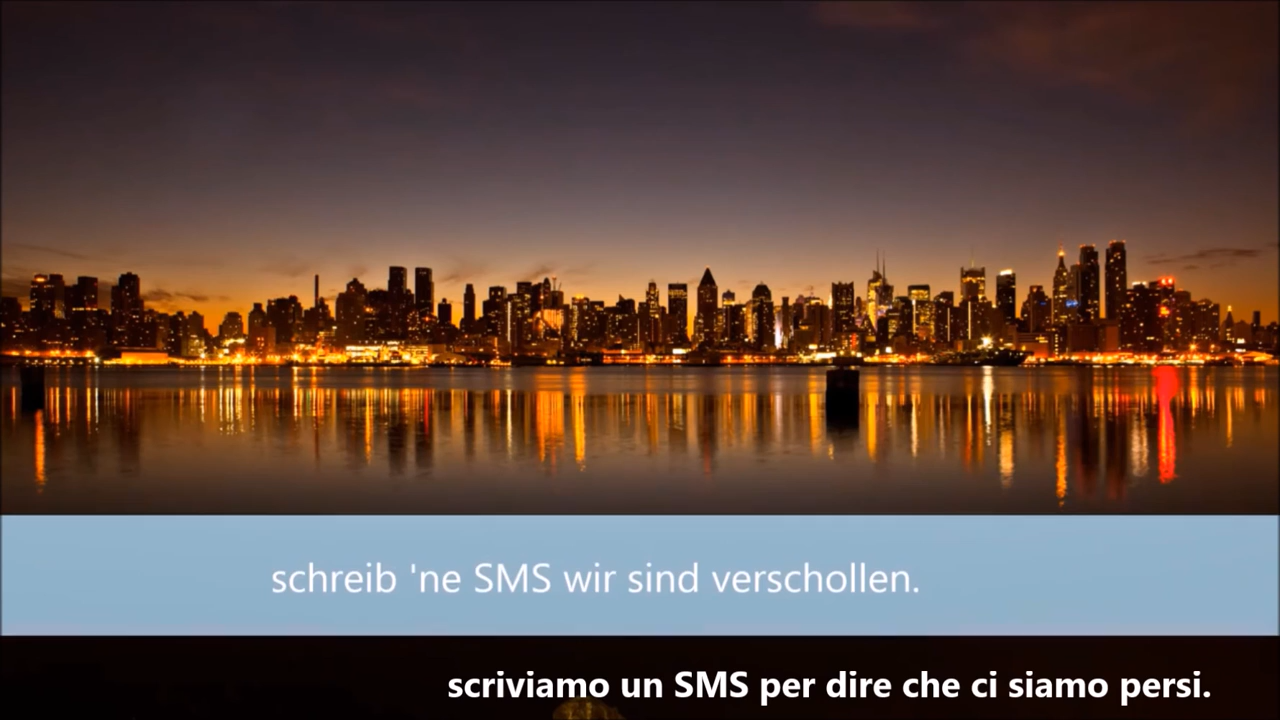 schreib 'ne SMS wir sind verschollen.
scriviamo un SMS per dire che ci siamo persi.